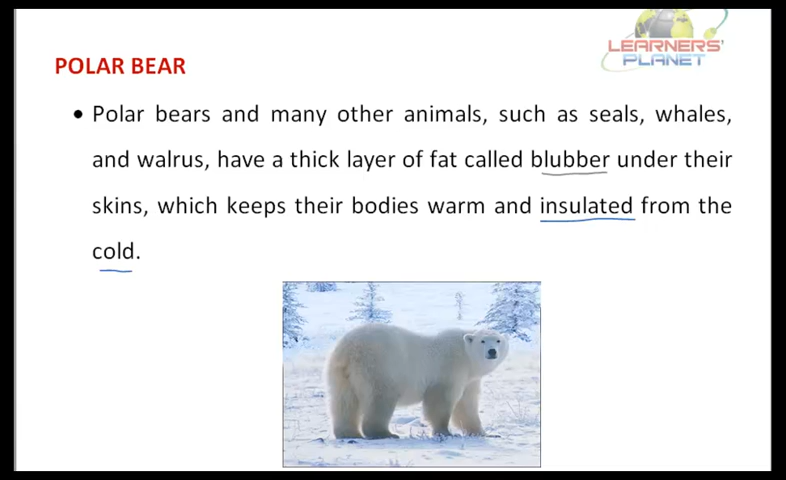 LEARNERS'
PLANET
POLAR BEAR
• Polar bears and many other animals, such as seals, whales,
and walrus, have a thick layer of fat called blubber under their
skins, which keeps their bodies warm and insulated from the
cold.